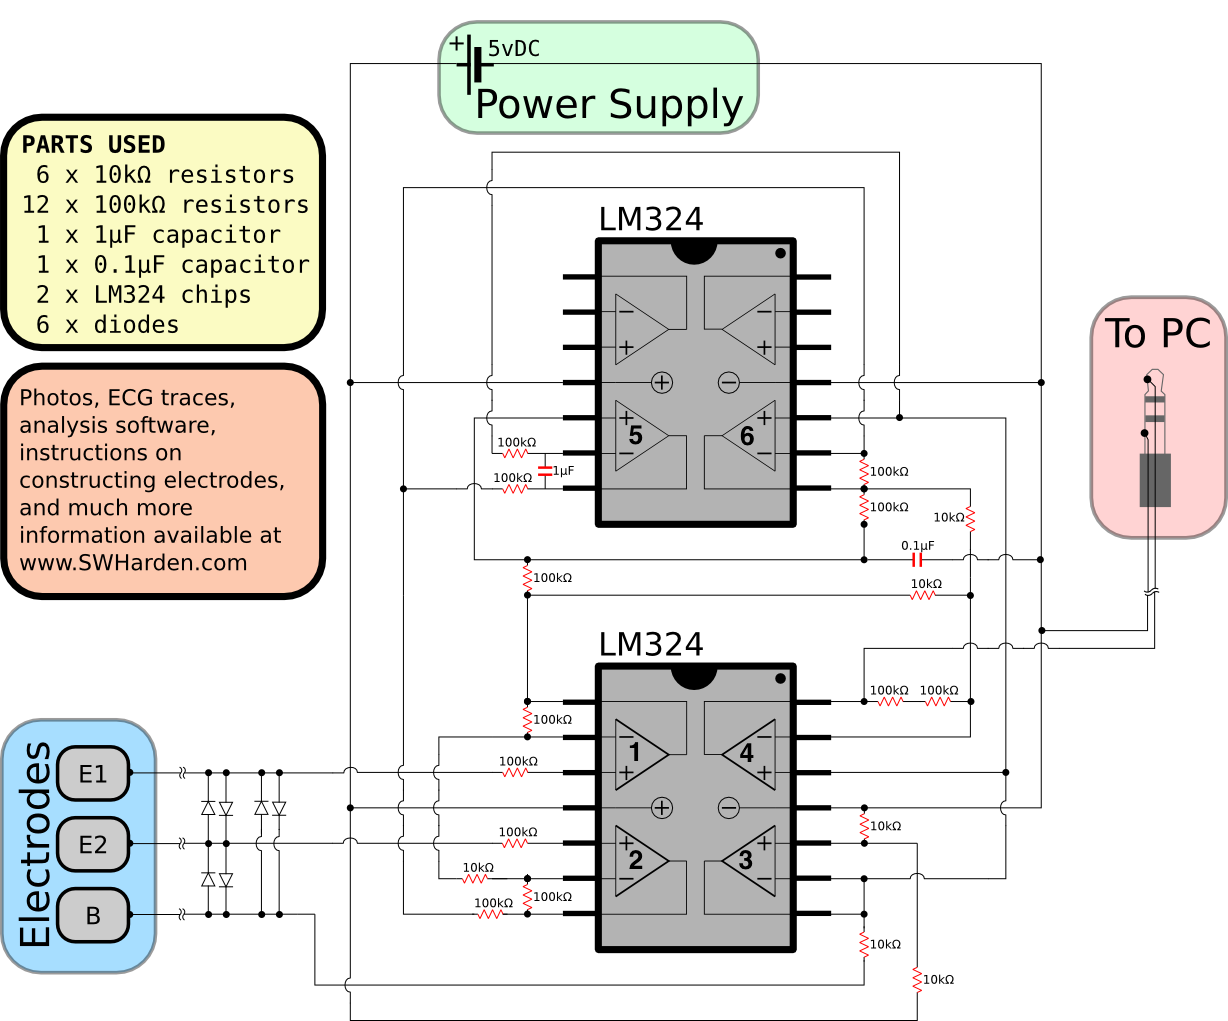 + 5vDC
Power Supply
PARTS USED
6 x 10kΩ resistors
12 x 100kΩ resistors
1 x 1µF capacitor
1 x 0.1µF capacitor
2 x LM324 chips
6 x diodes
Photos, ECG traces,
analysis software,
instructions on
constructing electrodes,
and much more
information available at
www.SWHarden.com
LM324
− −
+ +
+ −
+ +
5 6
− −
100kΩ
1µF
100kΩ
100kΩ
100kΩ
10kΩ
0.1µF
100kΩ
10kΩ
To PC
LM324
100kΩ 100kΩ
100kΩ
− −
1 4
+ +
100kΩ
+ −
10kΩ
100kΩ
+ +
2 3
− −
10kΩ
100kΩ
100kΩ
10kΩ
10kΩ
Electrodes
E1
E2
B